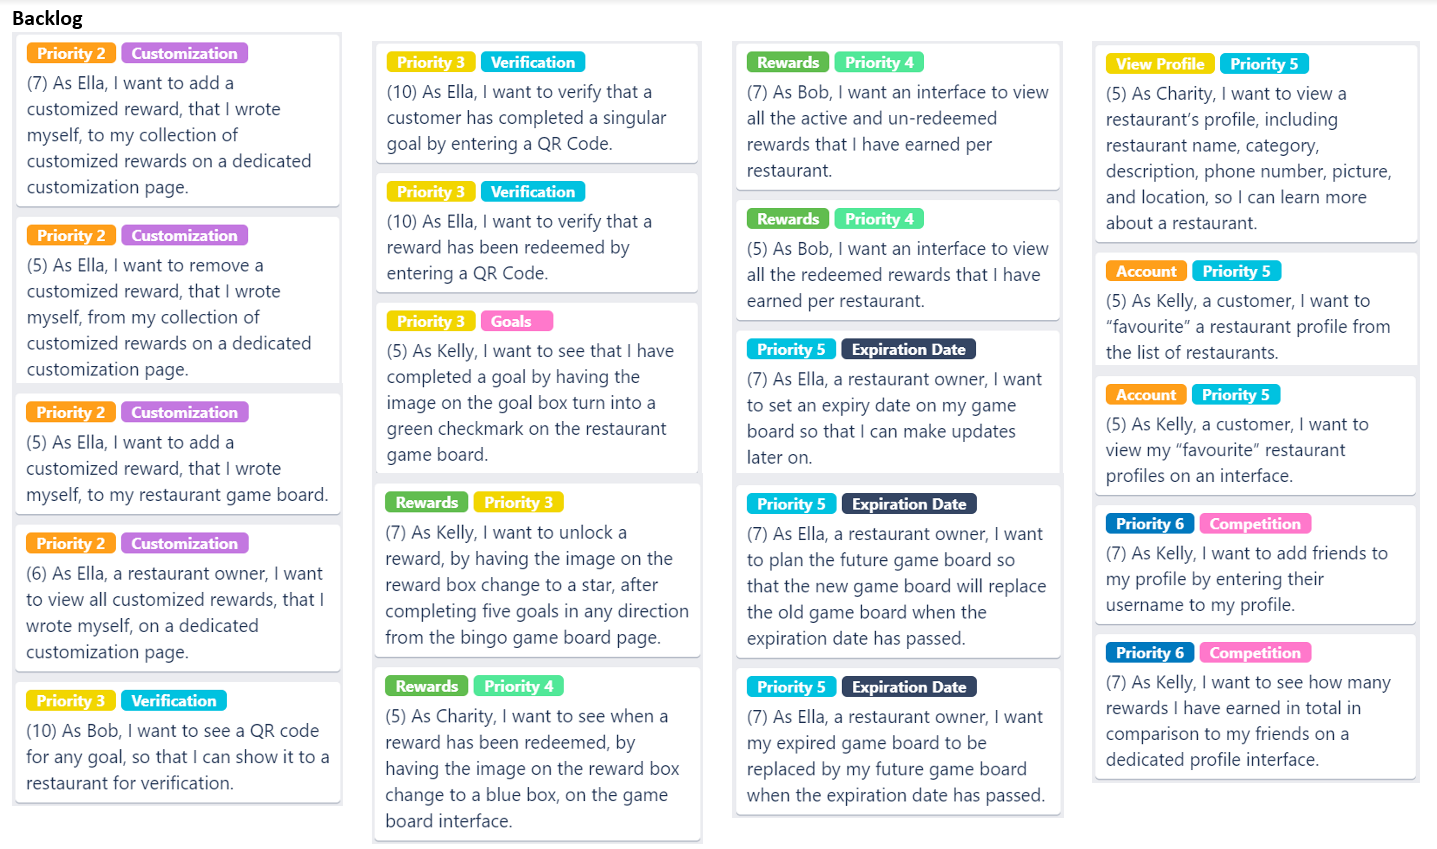 Backlog
Priority 2 Customization
(7) As Ella, I want to add a
customized reward, that I wrote
myself, to my collection of
customized rewards on a dedicated
customization page.
Priority 2 Customization
(5) As Ella, I want to remove a
customized reward, that I wrote
myself, from my collection of
customized rewards on a dedicated
customization page.
Priority 2 Customization
(5) As Ella, I want to add a
customized reward, that I wrote
myself, to my restaurant game board.
Priority 2 Customization
(6) As Ella, a restaurant owner, I want
to view all customized rewards, that I
wrote myself, on a dedicated
customization page.
Priority 3 Verification
(10) As Bob, I want to see a QR code
for any goal, so that I can show it to a
restaurant for verification.
Priority 3 Verification
(10) As Ella, I want to verify that a
customer has completed a singular
goal by entering a QR Code.
Priority 3 Verification
(10) As Ella, I want to verify that a
reward has been redeemed by
entering a QR Code.
Priority 3 Goals
(5) As Kelly, I want to see that I have
completed a goal by having the
image on the goal box turn into a
green checkmark on the restaurant
game board.
Rewards Priority 3
(7) As Kelly, I want to unlock a
reward, by having the image on the
reward box change to a star, after
completing five goals in any direction
from the bingo game board page.
Rewards Priority 4
(5) As Charity, I want to see when a
reward has been redeemed, by
having the image on the reward box
change to a blue box, on the game
board interface.
Rewards Priority 4
(7) As Bob, I want an interface to view
all the active and un-redeemed
rewards that I have earned per
restaurant.
Rewards Priority 4
(5) As Bob, I want an interface to view
all the redeemed rewards that I have
earned per restaurant.
Priority 5 Expiration Date
(7) As Ella, a restaurant owner, I want
to set an expiry date on my game
board so that I can make updates
later on.
Priority 5 Expiration Date
(7) As Ella, a restaurant owner, I want
to plan the future game board so
that the new game board will replace
the old game board when the
expiration date has passed.
Priority 5 Expiration Date
(7) As Ella, a restaurant owner, I want
my expired game board to be
replaced by my future game board
when the expiration date has passed.
View Profile Priority 5
(5) As Charity, I want to view a
restaurant's profile, including
restaurant name, category,
description, phone number, picture,
and location, so I can learn more
about a restaurant.
Account Priority 5
(5) As Kelly, a customer, I want to
“favourite” a restaurant profile from
the list of restaurants.
Account Priority 5
(5) As Kelly, a customer, I want to
view my “favourite” restaurant
profiles on an interface.
Priority 6 Competition
(7) As Kelly, I want to add friends to
my profile by entering their
username to my profile.
Priority 6 Competition
(7) As Kelly, I want to see how many
rewards I have earned in total in
comparison to my friends on a
dedicated profile interface.